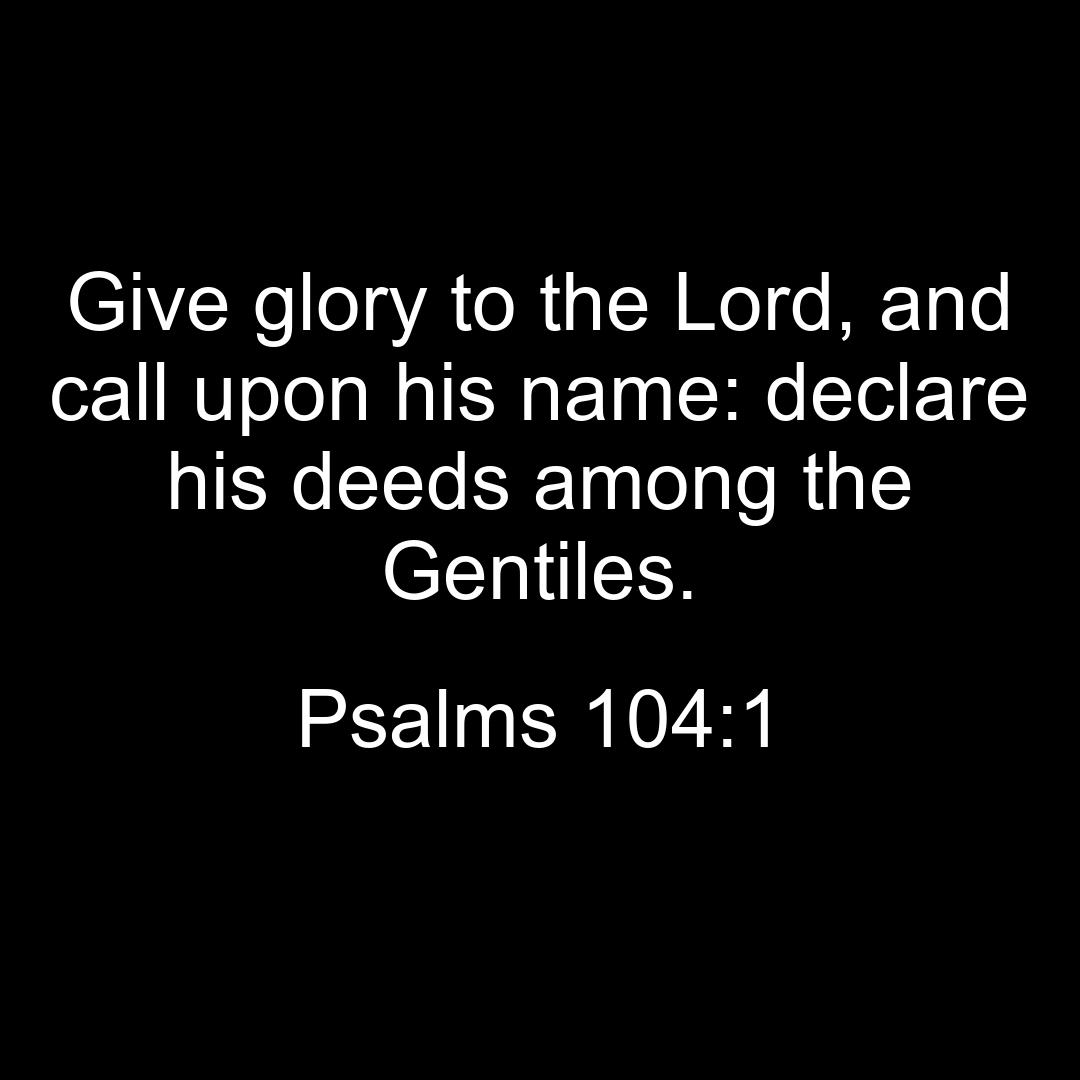 Give glory to the Lord, and
call upon his name: declare
his deeds among the
Gentiles.
Psalms 104:1